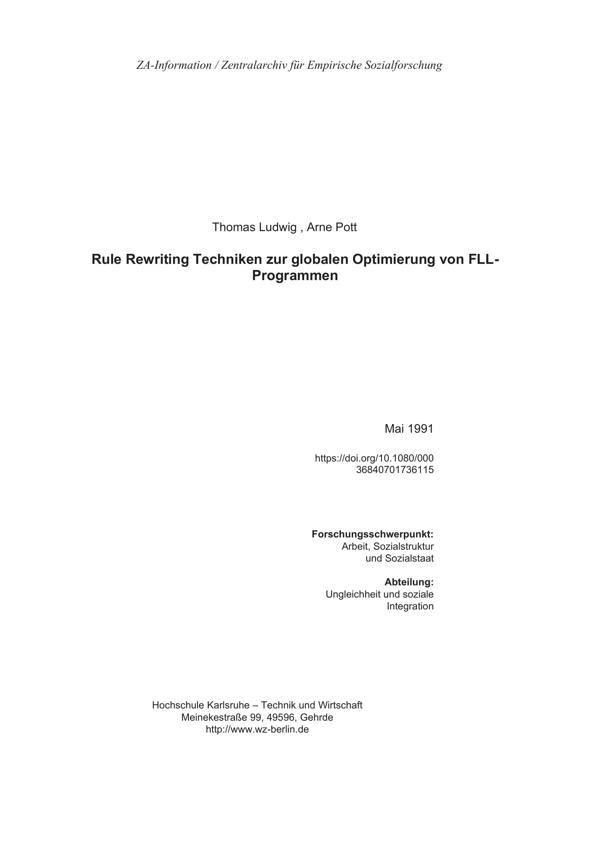 ZA-Information / Zentralarchiv für Empirische Sozialforschung
Thomas Ludwig , Arne Pott
Rule Rewriting Techniken zur globalen Optimierung von FLL-
Programmen
Mai 1991
https://doi.org/10.1080/000
36840701736115
Forschungsschwerpunkt:
Arbeit, Sozialstruktur
und Sozialstaat
Abteilung:
Ungleichheit und soziale
Integration
Hochschule Karlsruhe – Technik und Wirtschaft
Meinekestraße 99, 49596, Gehrde
http://www.wz-berlin.de